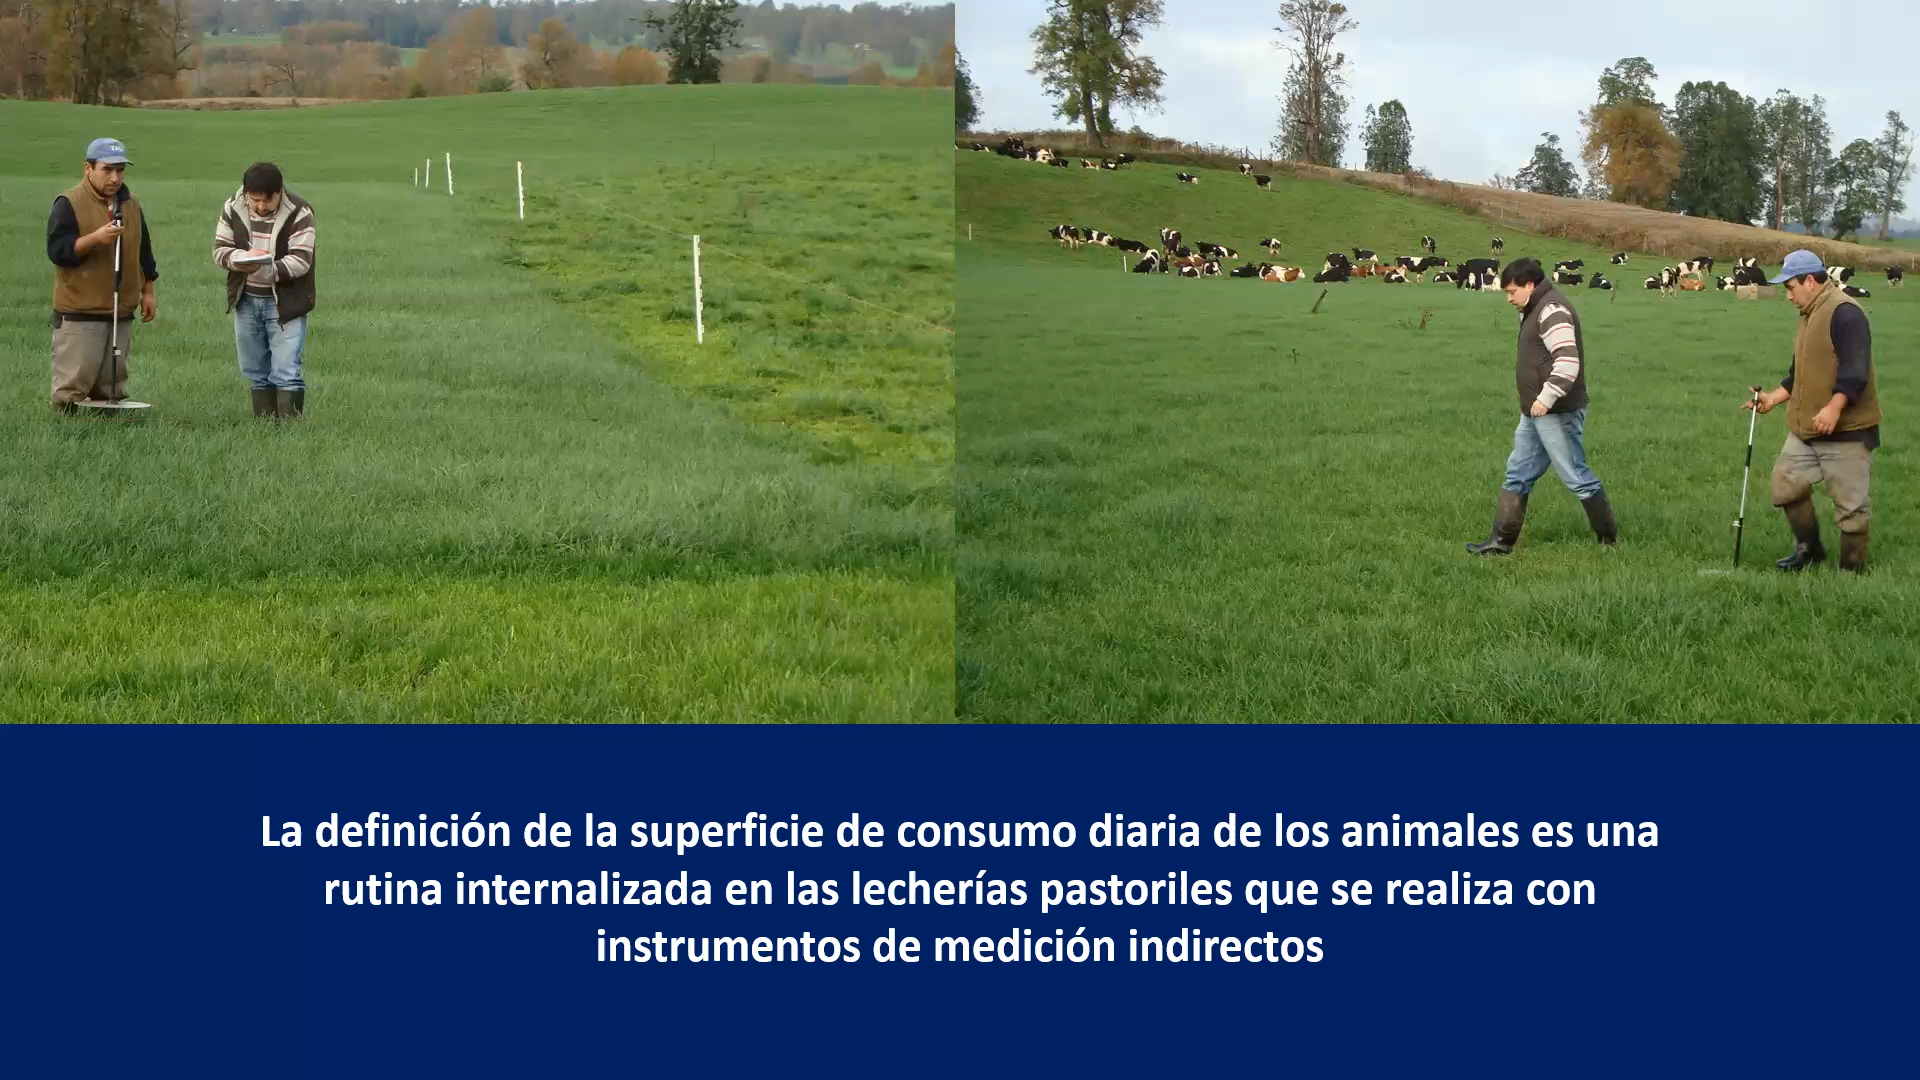 La definición de la superficie de consumo diaria de los animales es una
rutina internalizada en las lecherías pastoriles que se realiza con
instrumentos de medición indirectos